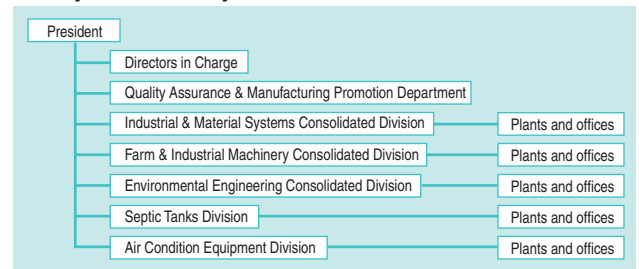 President
Directors in Charge
Quality Assurance & Manufacturing Promotion Department
Industrial & Material Systems Consolidated Division Plants and offices
Farm & Industrial Machinery Consolidated Division Plants and offices
Environmental Engineering Consolidated Division Plants and offices
Septic Tanks Division Plants and offices
Air Condition Equipment Division Plants and offices